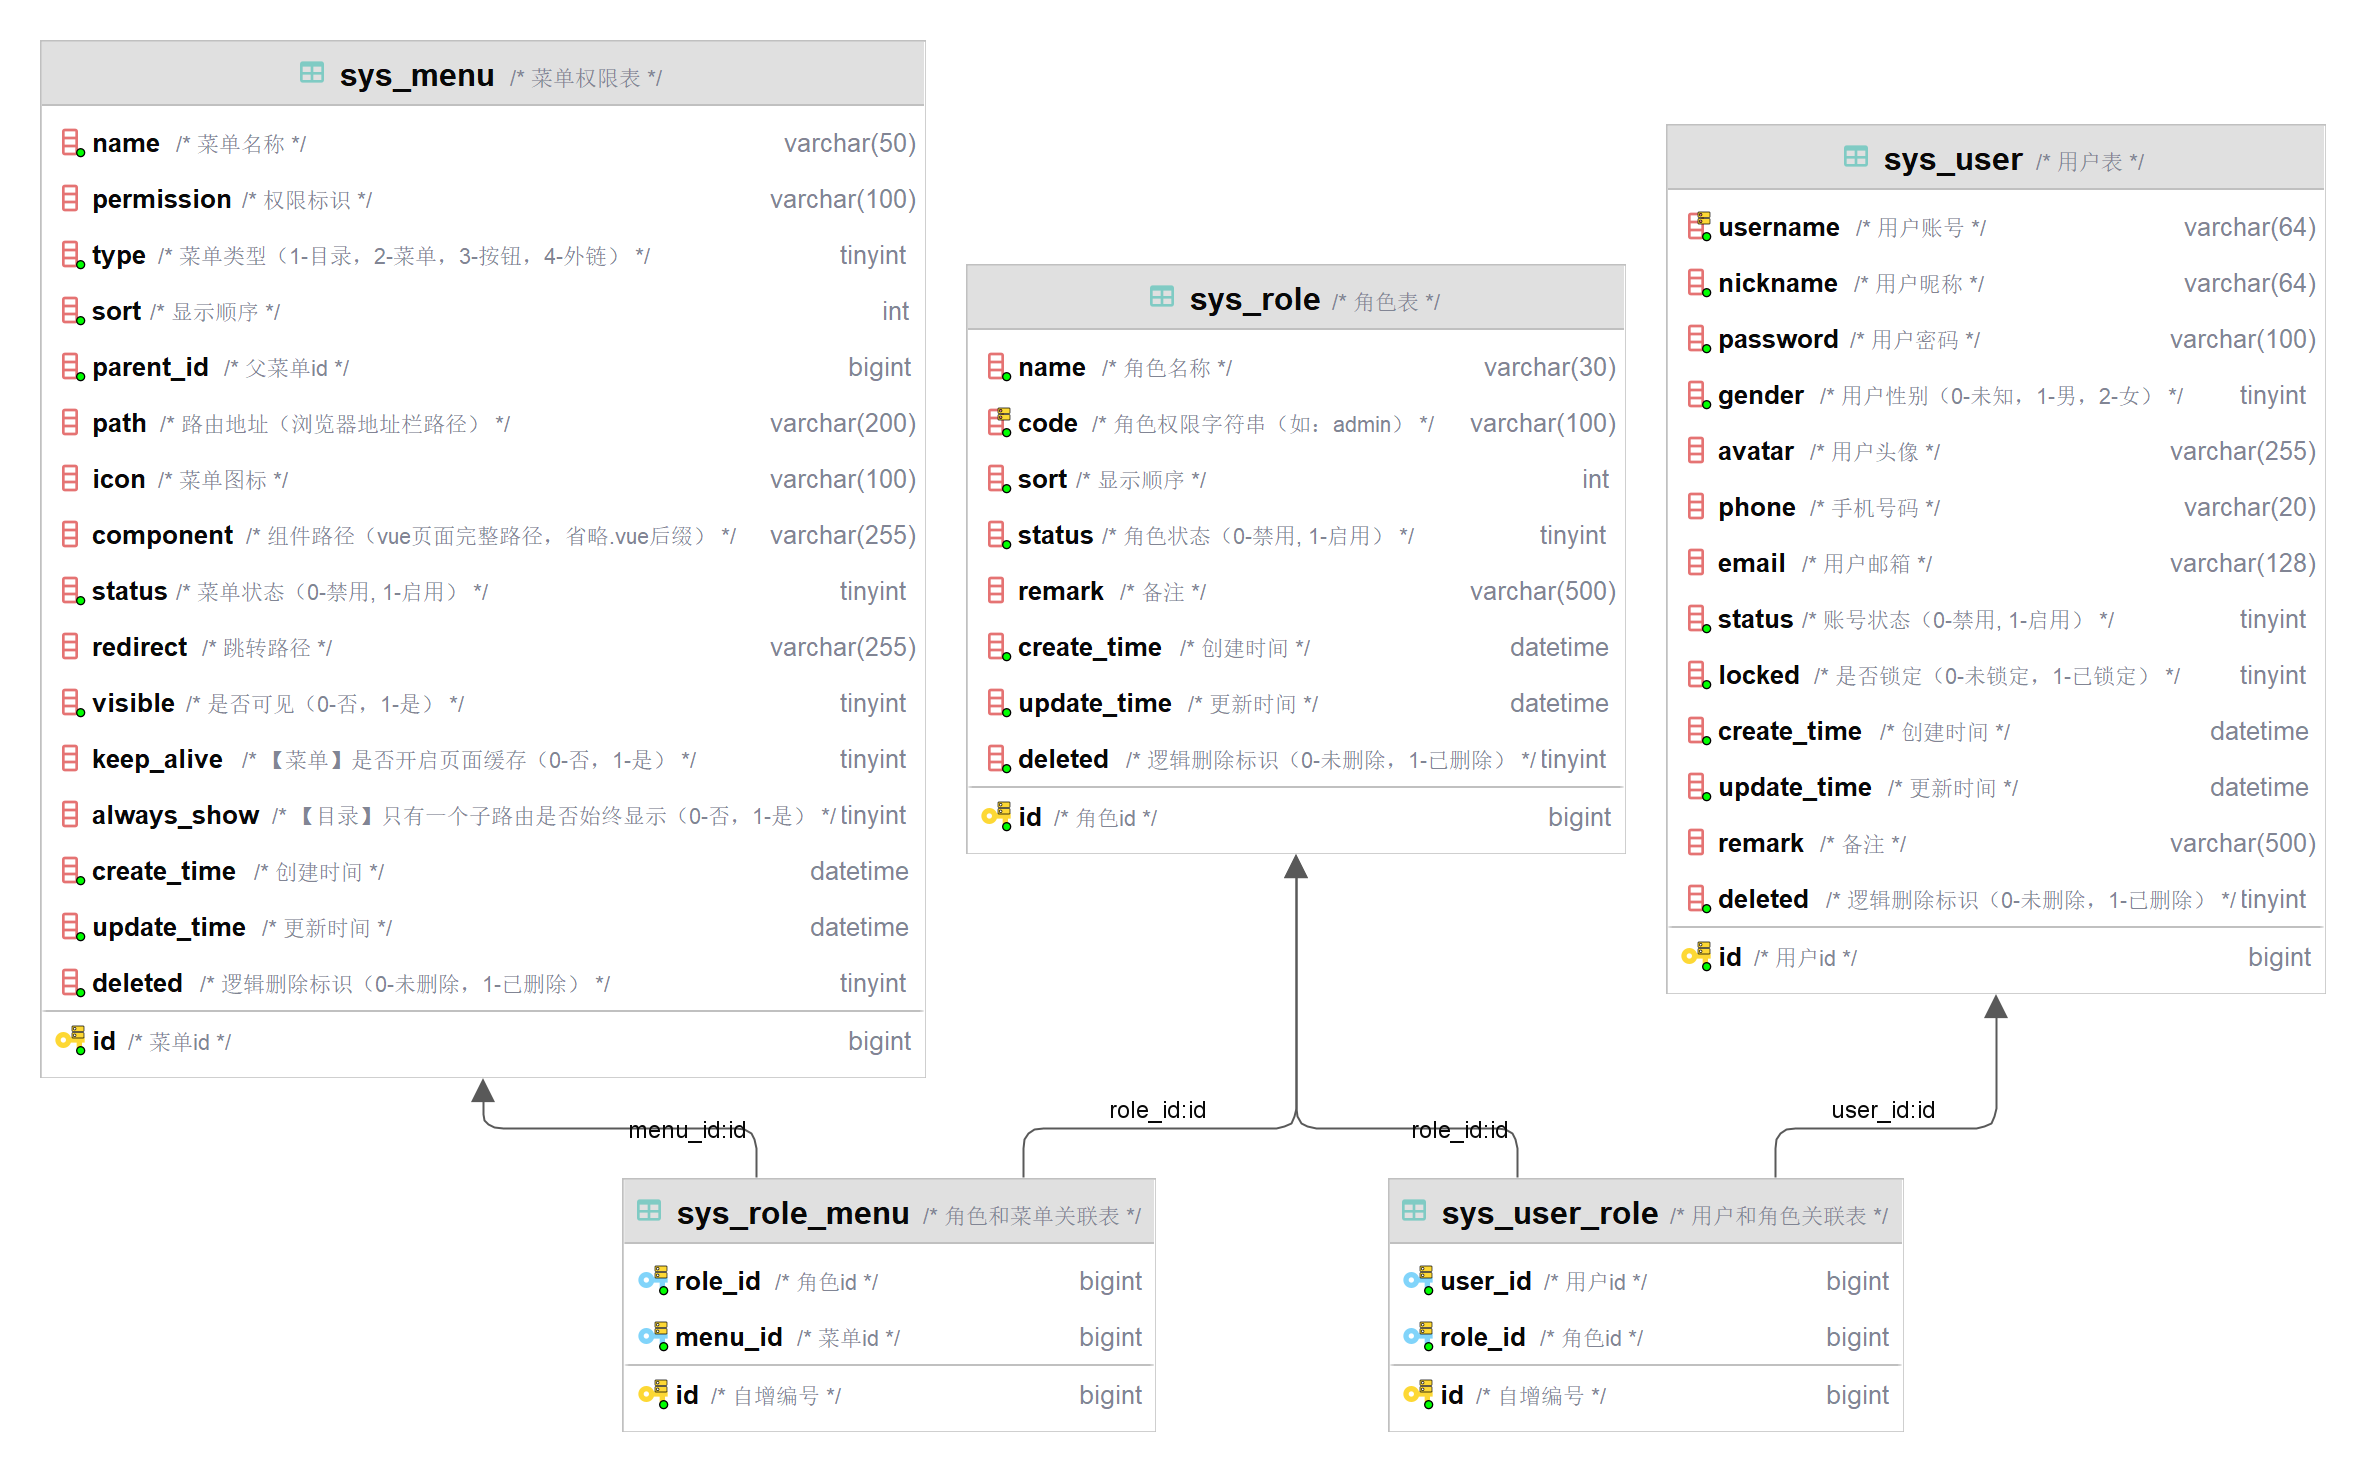 sys_menu /* 菜单权限表 */
name /* 菜单名称 */ varchar(50)
permission /* 权限标识 */ varchar(100)
type /* 菜单类型（1-目录，2-菜单，3-按钮，4-外链） */ tinyint
sort /* 显示顺序 */ int
parent_id /* 父菜单id */ bigint
path /* 路由地址（浏览器地址栏路径） */ varchar(200)
icon /* 菜单图标 */ varchar(100)
component /* 组件路径（vue页面完整路径，省略.vue后缀） */ varchar(255)
status /* 菜单状态（0-禁用, 1-启用） */ tinyint
redirect /* 跳转路径 */ varchar(255)
visible /* 是否可见（0-否，1-是） */ tinyint
keep_alive /* 【菜单】是否开启页面缓存（0-否，1-是） */ tinyint
always_show /* 【目录】只有一个子路由是否始终显示（0-否，1-是） */ tinyint
create_time /* 创建时间 */ datetime
update_time /* 更新时间 */ datetime
deleted /* 逻辑删除标识（0-未删除，1-已删除） */ tinyint
id /* 菜单id */ bigint
sys_role /* 角色表 */
name /* 角色名称 */ varchar(30)
code /* 角色权限字符串（如：admin） */ varchar(100)
sort /* 显示顺序 */ int
status /* 角色状态（0-禁用, 1-启用） */ tinyint
remark /* 备注 */ varchar(500)
create_time /* 创建时间 */ datetime
update_time /* 更新时间 */ datetime
deleted /* 逻辑删除标识（0-未删除，1-已删除） */ tinyint
id /* 角色id */ bigint
sys_user /* 用户表 */
username /* 用户账号 */ varchar(64)
nickname /* 用户昵称 */ varchar(64)
password /* 用户密码 */ varchar(100)
gender /* 用户性别（0-未知，1-男，2-女） */ tinyint
avatar /* 用户头像 */ varchar(255)
phone /* 手机号码 */ varchar(20)
email /* 用户邮箱 */ varchar(128)
status /* 账号状态（0-禁用, 1-启用） */ tinyint
locked /* 是否锁定（0-未锁定，1-已锁定） */ tinyint
create_time /* 创建时间 */ datetime
update_time /* 更新时间 */ datetime
remark /* 备注 */ varchar(500)
deleted /* 逻辑删除标识（0-未删除，1-已删除） */ tinyint
id /* 用户id */ bigint
menu_id:id
role_id:id
role_id:id
user_id:id
sys_role_menu /* 角色和菜单关联表 */
role_id /* 角色id */ bigint
menu_id /* 菜单id */ bigint
id /* 自增编号 */ bigint
sys_user_role /* 用户和角色关联表 */
user_id /* 用户id */ bigint
role_id /* 角色id */ bigint
id /* 自增编号 */ bigint